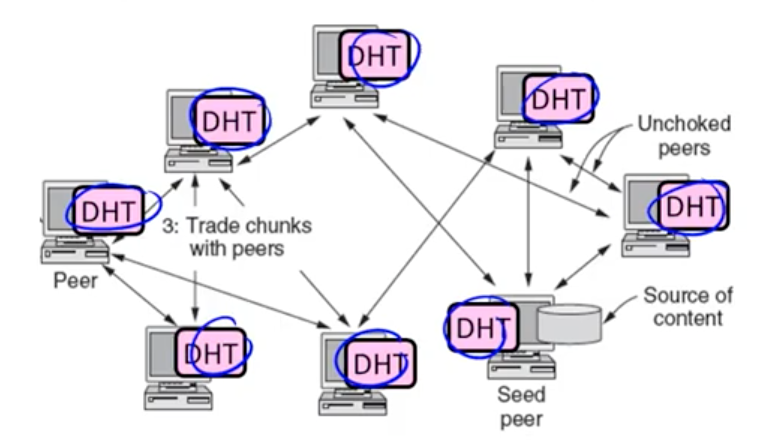 DHT
DHT
DHT
Unchoked
peers
DHT
DHT
3: Trade chunks
with peers
Peer
Source of
content
DHT
DHT
DHT
Seed
peer